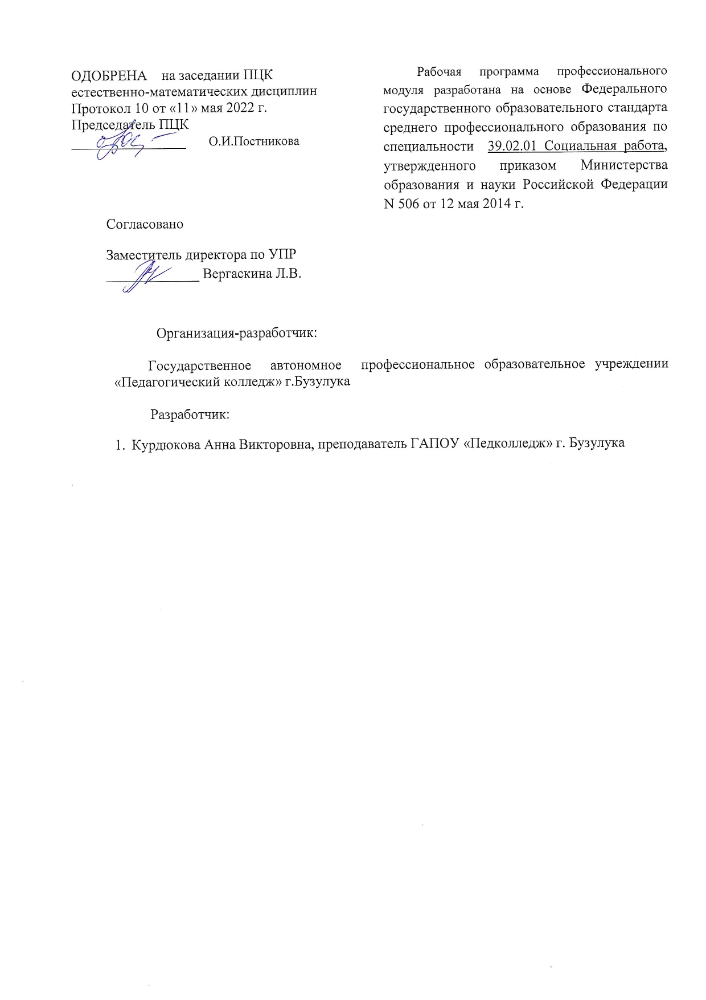 ОДОБРЕНА на заседании ПЦК
естественно-математических дисциплин
Протокол 10 от «11» мая 2022 г.
Председатель ПЦК
О.И.Постникова
Рабочая программа профессионального
модуля разработана на основе Федерального
государственного образовательного стандарта
среднего профессионального образования по
специальности 39.02.01 Социальная работа,
утвержденного приказом Министерства
образования и науки Российской Федерации
N 506 от 12 мая 2014 г.
Согласовано
Заместитель директора по УПР
Вергаскина Л.В.
Организация-разработчик:
Государственное автономное профессиональное образовательное учреждении
«Педагогический колледж» г.Бузулука
Разработчик:
1. Курдюкова Анна Викторовна, преподаватель ГАПОУ «Педколледж» г. Бузулука